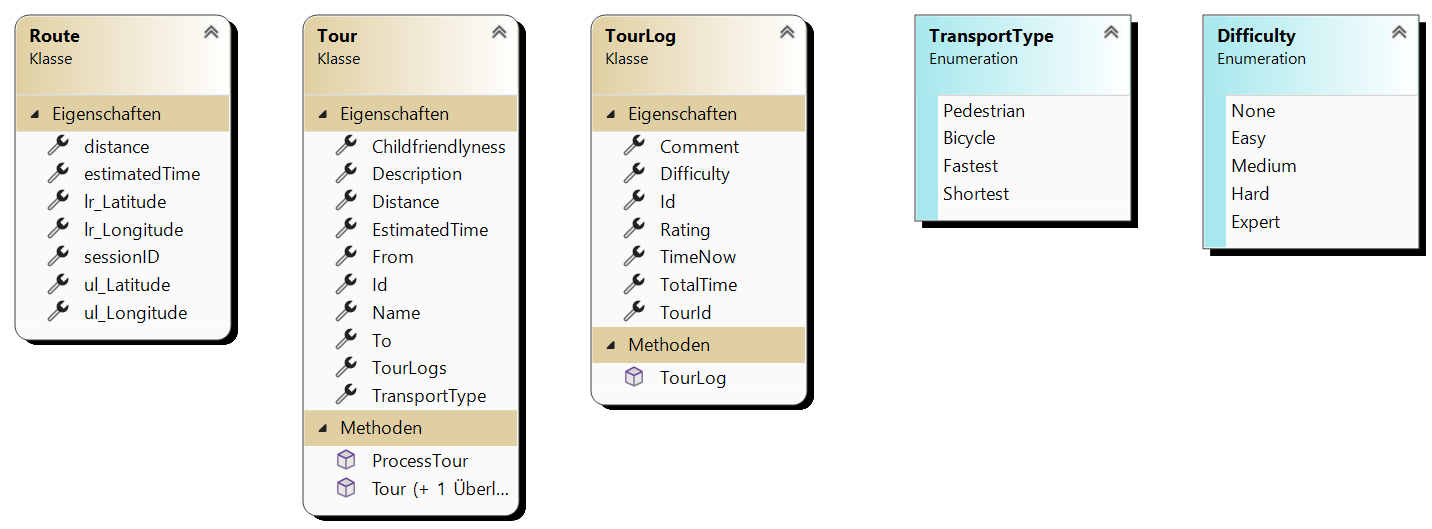 Route
Klasse
Eigenschaften
distance
estimatedTime
lr_Latitude
lr_Longitude
sessionID
ul_Latitude
ul_Longitude
Tour
Klasse
Eigenschaften
Childfriendlyness
Description
Distance
EstimatedTime
From
Id
Name
To
TourLogs
TransportType
Methoden
ProcessTour
Tour (+ 1 Überl...
TourLog
Klasse
Eigenschaften
Comment
Difficulty
Id
Rating
TimeNow
TotalTime
TourId
Methoden
TourLog
TransportType
Enumeration
Pedestrian
Bicycle
Fastest
Shortest
Difficulty
Enumeration
None
Easy
Medium
Hard
Expert